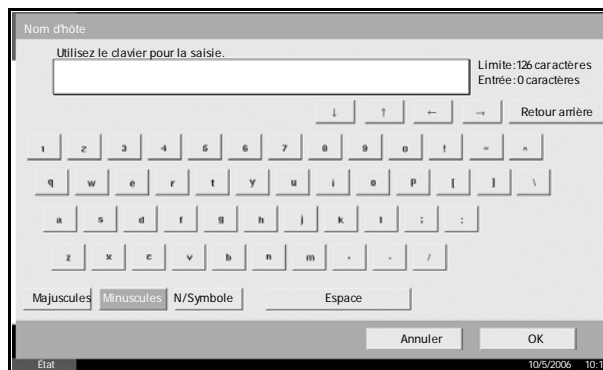 Nom d'hôte
Utilisez le clavier pour la saisie.
Limite:126 caractères
Entrée:0 caractères
↓ ↑ ← → Retour arrière
1 2 3 4 5 6 7 8 9 0 ! - ^
q w e r t y u i o p [ ] \
a s d f g h j k l ; :
z x c v b n m , . /
Majuscules Minuscules N/Symbole Espace
Annuler OK
État 10/5/2006 10:1